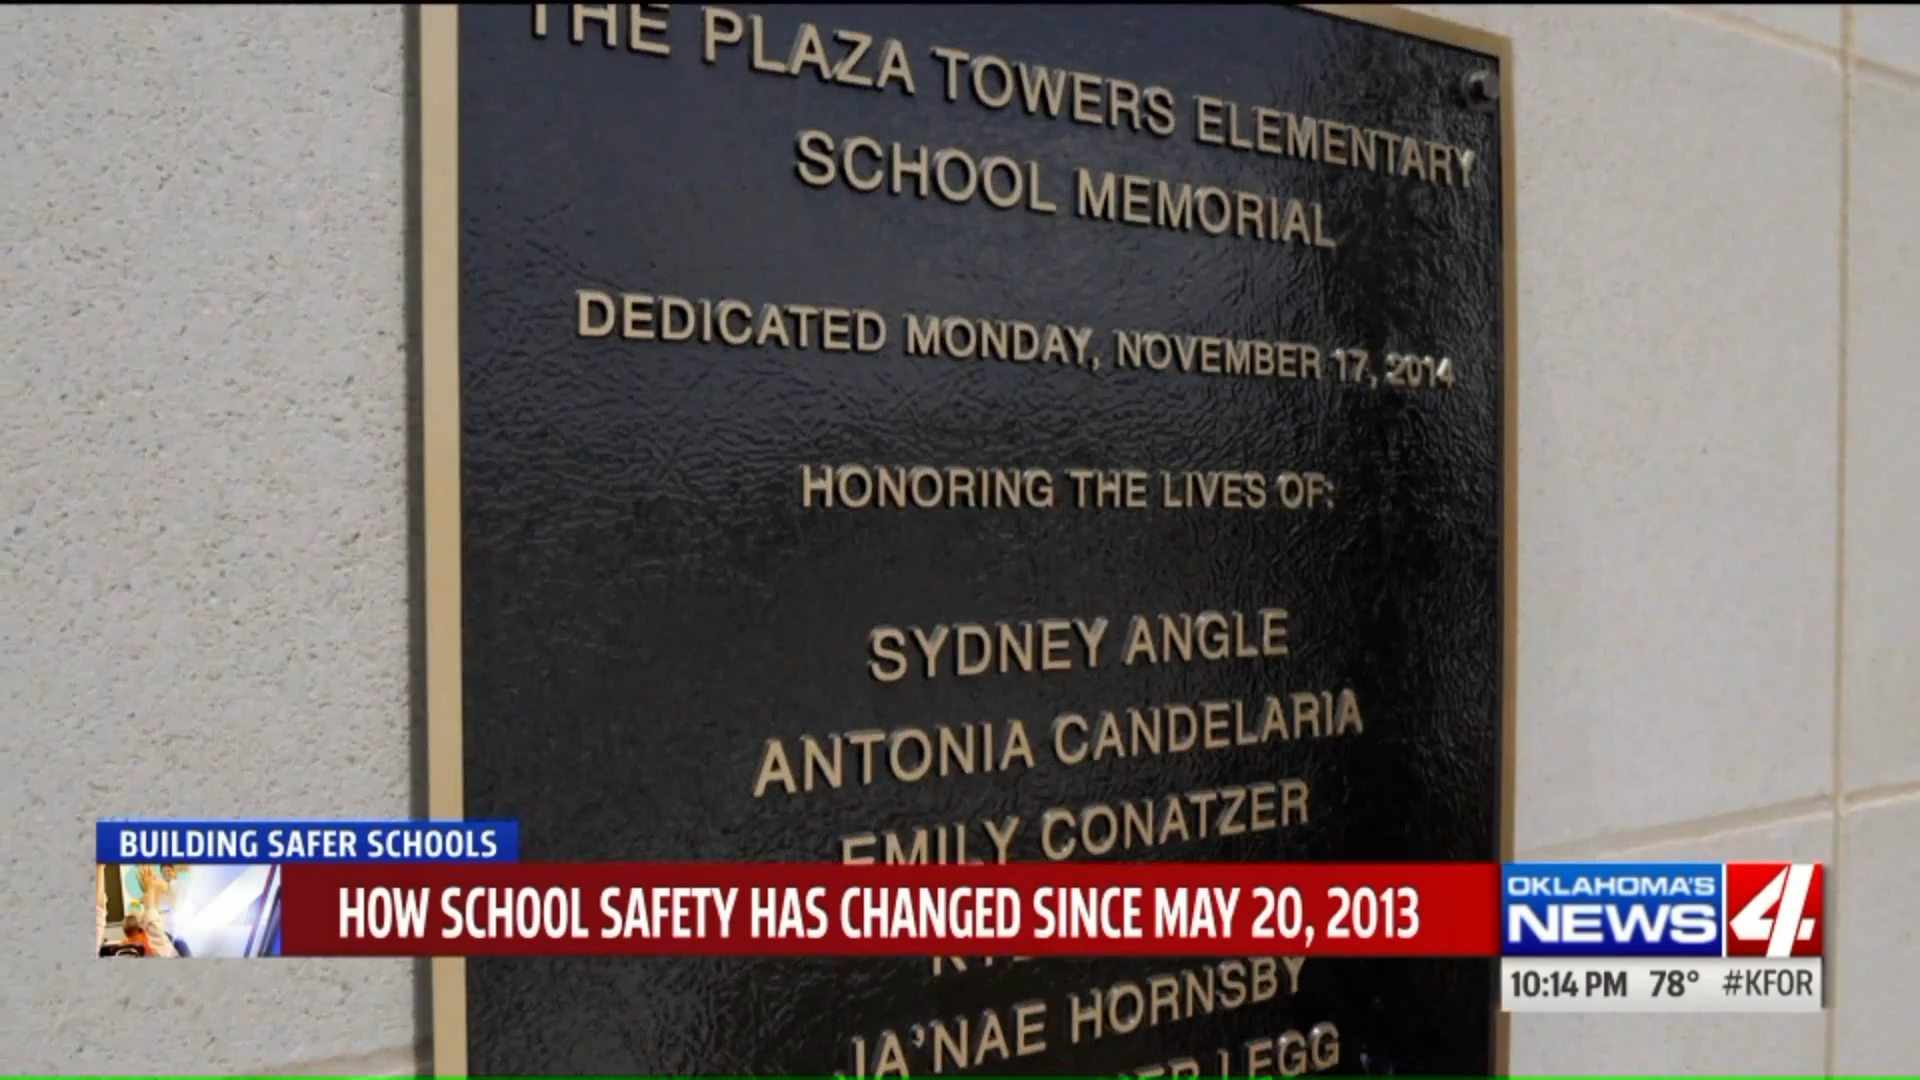 THE PLAZA TOWERS ELEMENTARY
SCHOOL MEMORIAL
DEDICATED MONDAY, NOVEMBER 17, 2014
HONORING THE LIVES OF:
SYDNEY ANGLE
ANTONIA CANDELARIA
EMILY CONATZER
BUILDING SAFER SCHOOLS
HOW SCHOOL SAFETY HAS CHANGED SINCE MAY 20, 2013
OKLAHOMA'S
NEWS 4
10:14 PM 78° #KFOR
JA'NAE HORNSBY
LEGG